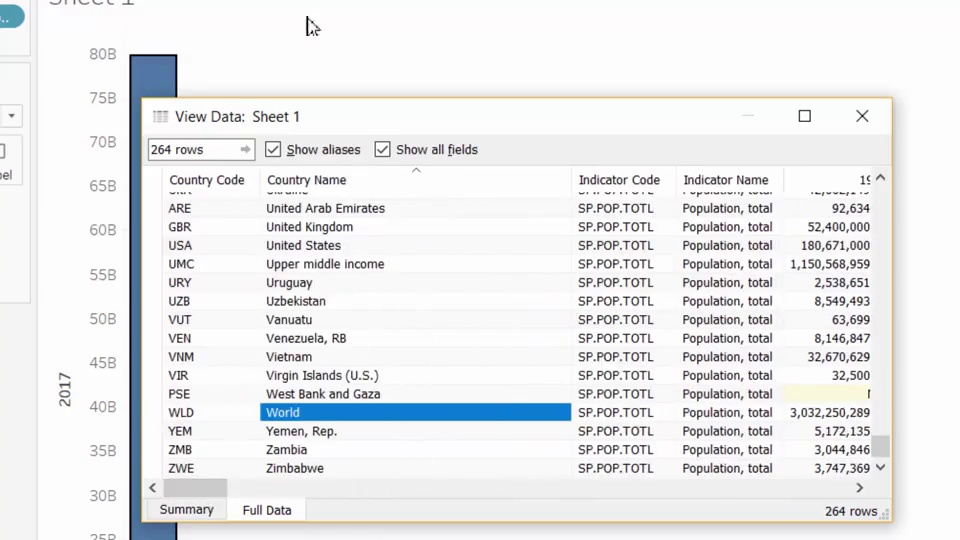 Sheet 1
80B
75B
70B
65B
60B
55B
50B
45B
40B
35B
30B
25B
2017
View Data: Sheet 1
264 rows
Show aliases
Show all fields
Country Code Country Name Indicator Code Indicator Name 19
ARE United Arab Emirates SP.POP.TOTL Population, total 92,634
GBR United Kingdom SP.POP.TOTL Population, total 52,400,000
USA United States SP.POP.TOTL Population, total 180,671,000
UMC Upper middle income SP.POP.TOTL Population, total 1,150,568,959
URY Uruguay SP.POP.TOTL Population, total 2,538,651
UZB Uzbekistan SP.POP.TOTL Population, total 8,549,493
VUT Vanuatu SP.POP.TOTL Population, total 63,699
VEN Venezuela, RB SP.POP.TOTL Population, total 8,146,847
VNM Vietnam SP.POP.TOTL Population, total 32,670,629
VIR Virgin Islands (U.S.) SP.POP.TOTL Population, total 32,500
PSE West Bank and Gaza SP.POP.TOTL Population, total
WLD World SP.POP.TOTL Population, total 3,032,250,289
YEM Yemen, Rep. SP.POP.TOTL Population, total 5,172,135
ZMB Zambia SP.POP.TOTL Population, total 3,044,846
ZWE Zimbabwe SP.POP.TOTL Population, total 3,747,369
Summary Full Data 264 rows